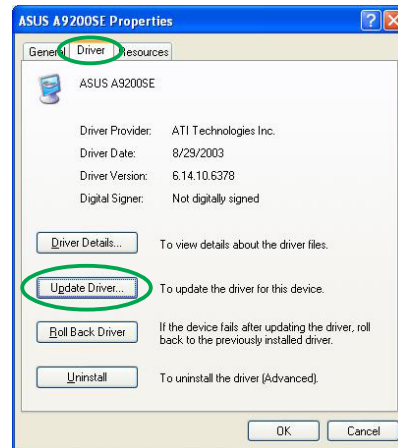 ASUS A9200SE Properties
General Driver Resources
ASUS A9200SE
Driver Provider: ATI Technologies Inc.
Driver Date: 8/29/2003
Driver Version: 6.14.10.6378
Digital Signer: Not digitally signed
Driver Details... To view details about the driver files.
Update Driver... To update the driver for this device.
Roll Back Driver If the device fails after updating the driver, roll
back to the previously installed driver.
Uninstall To uninstall the driver (Advanced).
OK Cancel